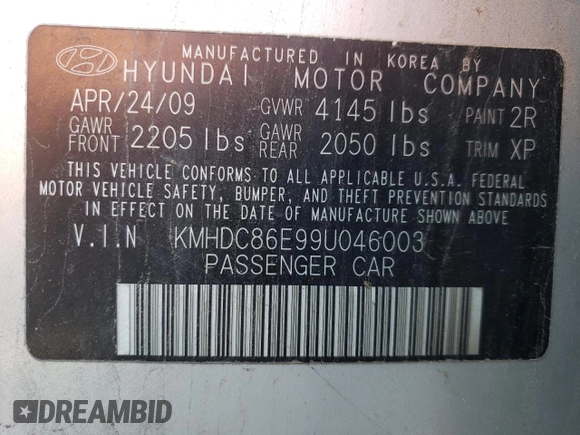 MANUFACTURED IN KOREA BY
HYUNDAI MOTOR COMPANY
APR/24/09 GVWR 4145 lbs PAINT 2R
GAWR FRONT 2205 lbs GAWR REAR 2050 lbs TRIM XP
THIS VEHICLE CONFORMS TO ALL APPLICABLE U.S.A. FEDERAL
MOTOR VEHICLE SAFETY, BUMPER, AND THEFT PREVENTION STANDARDS
IN EFFECT ON THE DATE OF MANUFACTURE SHOWN ABOVE
V.I.N KMHDC86E99U046003
PASSENGER CAR
DREAMBID